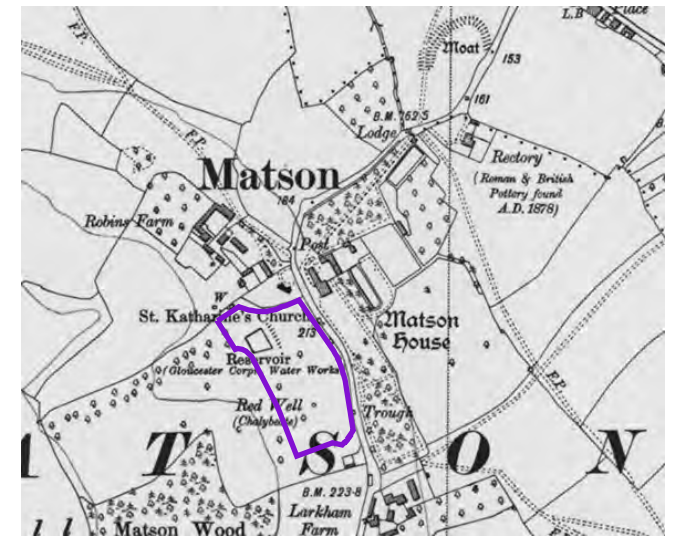 F.P.
Place
L.B
Moat
153
161
B.M. 162·5
Lodge
F.P.
Rectory
(Roman & British
Pottery found
A.D. 1878)
Matson
184
Robins Farm
Post
W
St. Katharine's Church
213
Matson
House
Reservoir
(Gloucester Corpn. Water Works)
F.P.
Red Well
(Chalybeate)
Trough
T S O N
B.M. 223·8
Larkham
Farm
Matson Wood
l l